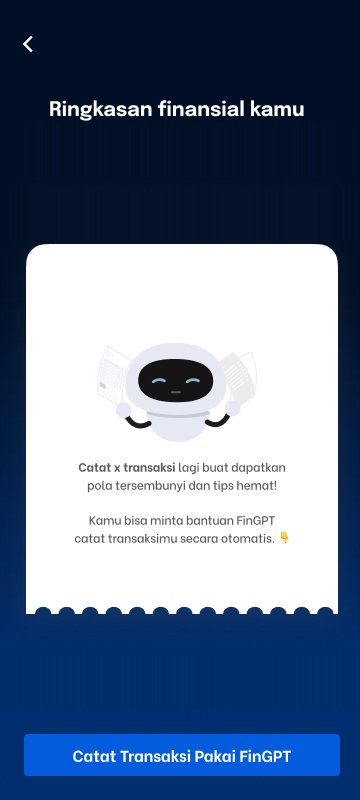 Ringkasan finansial kamu
Catat x transaksi lagi buat dapatkan
pola tersembunyi dan tips hemat!
Kamu bisa minta bantuan FinGPT
catat transaksimu secara otomatis. 👇
Catat Transaksi Pakai FinGPT